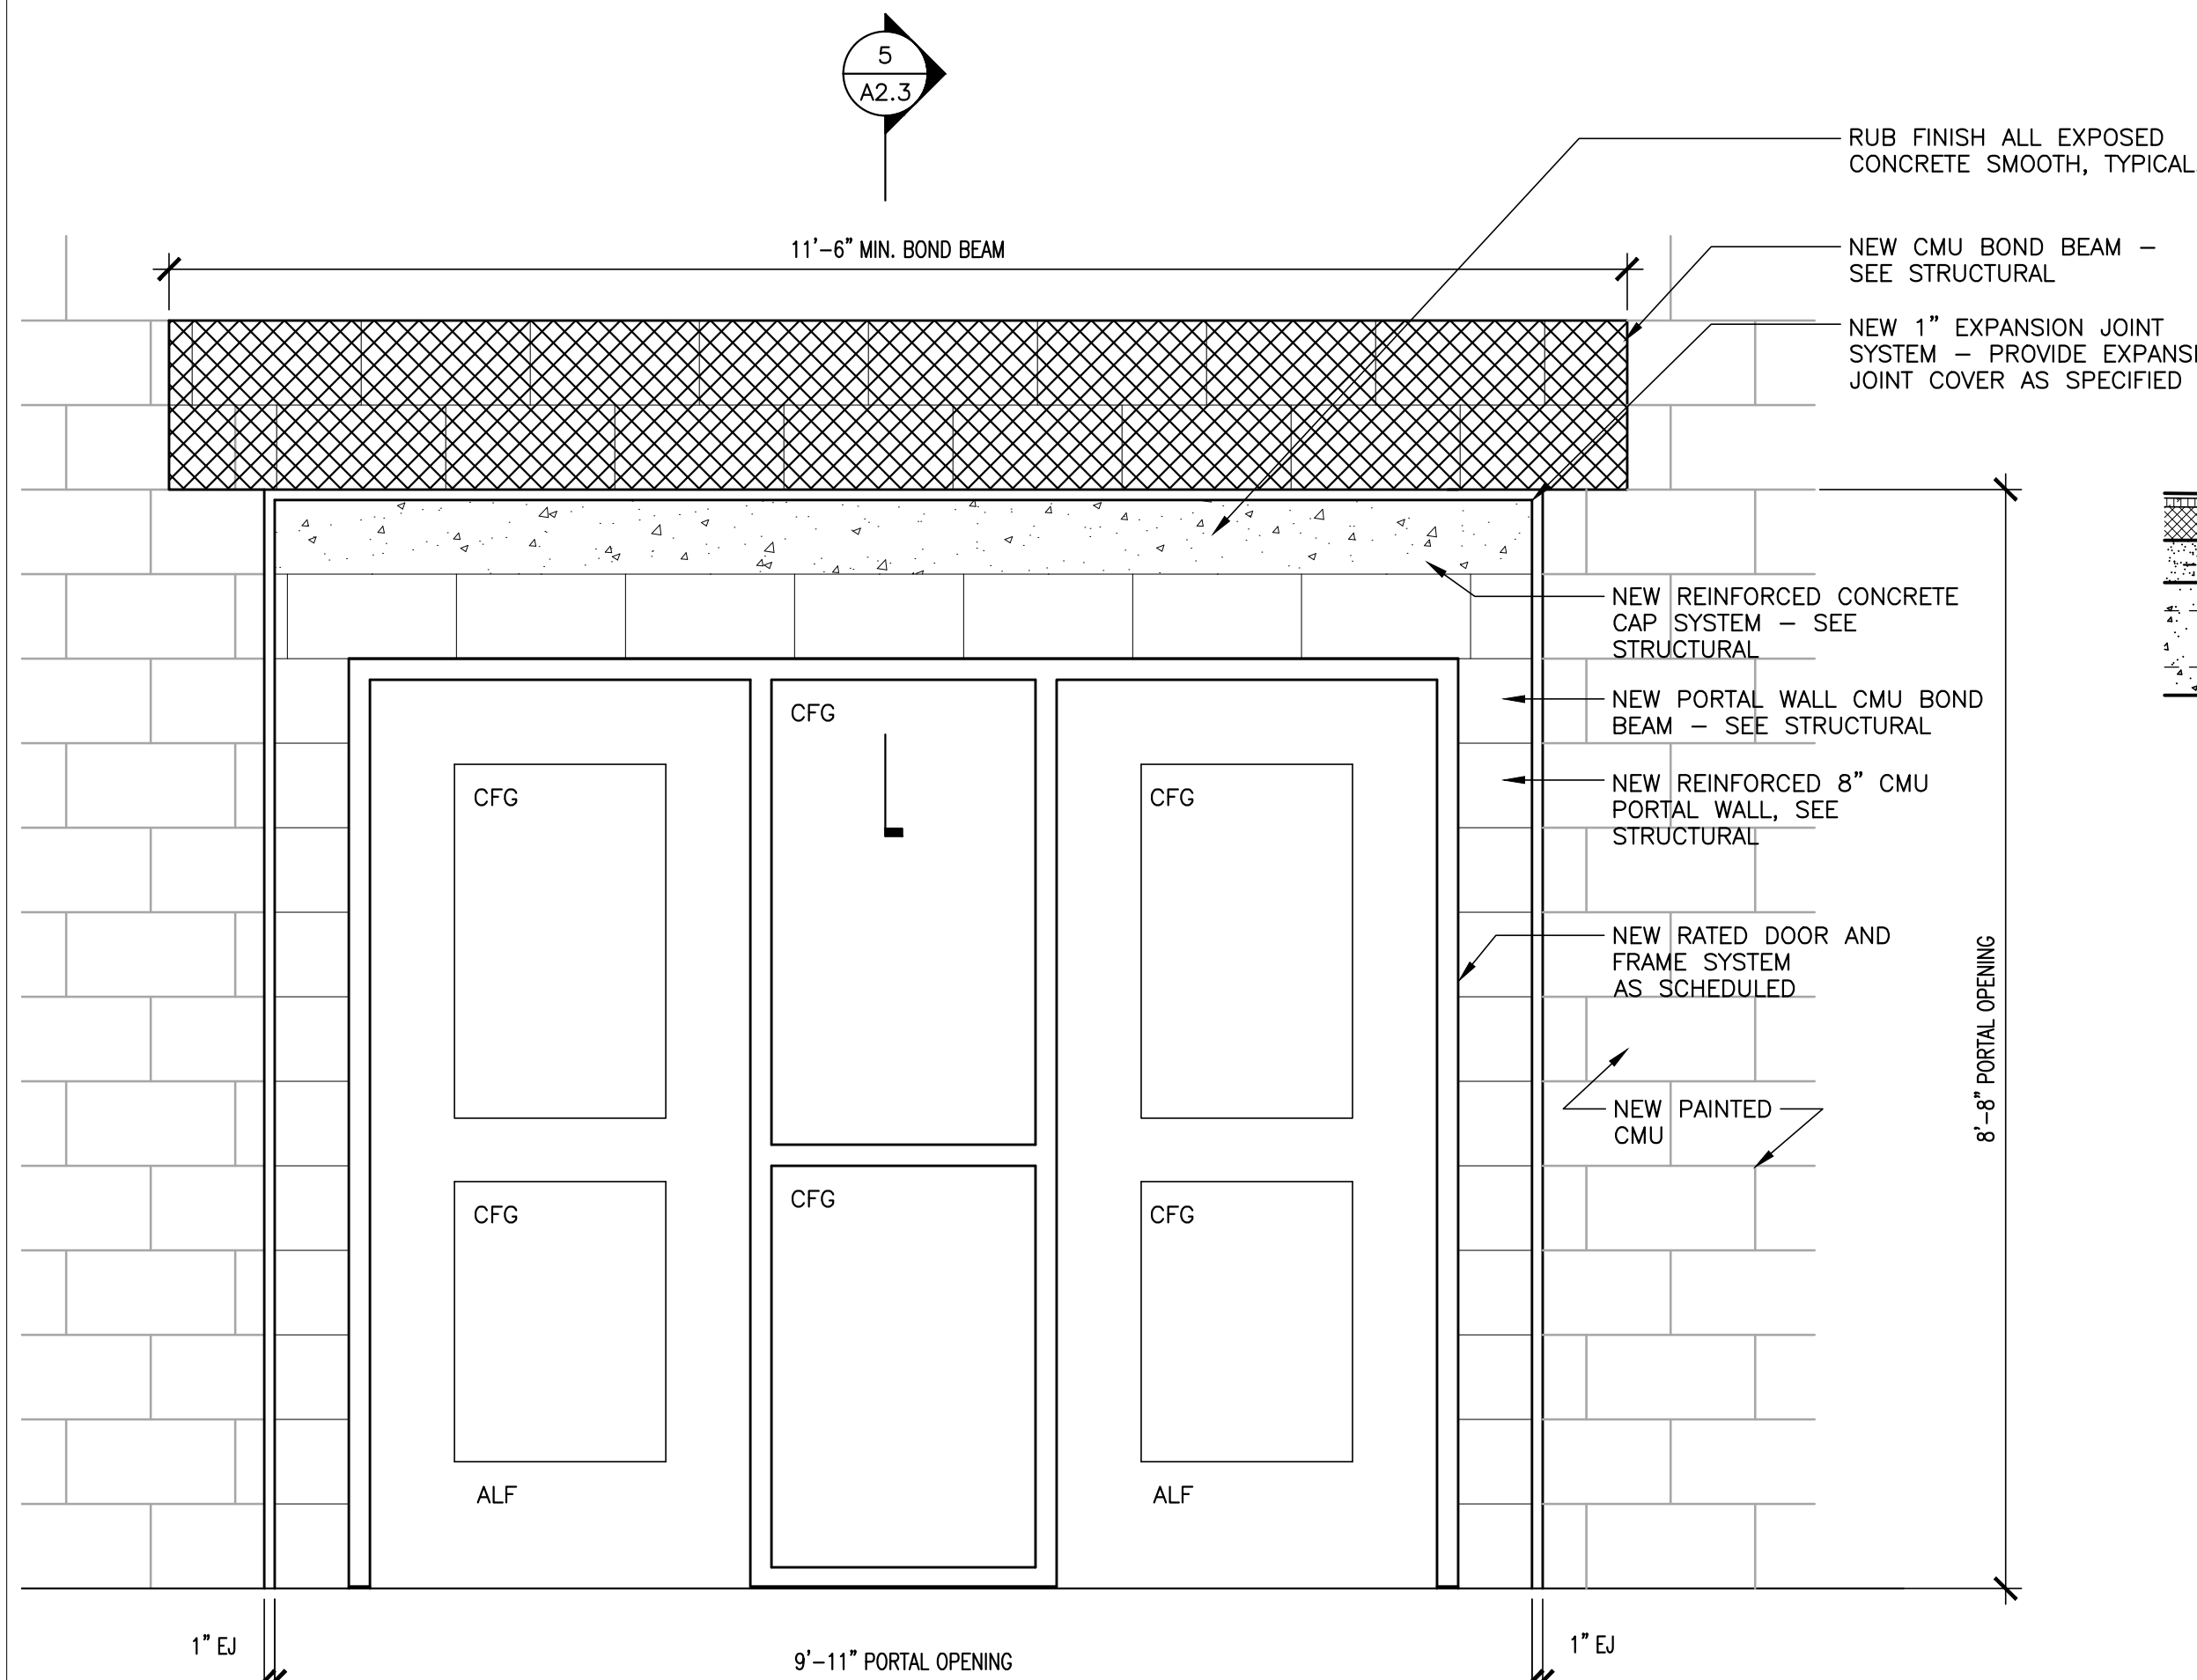 5
A2.3
RUB FINISH ALL EXPOSED
CONCRETE SMOOTH, TYPICAL
11'-6" MIN. BOND BEAM
NEW CMU BOND BEAM -
SEE STRUCTURAL
NEW 1" EXPANSION JOINT
SYSTEM - PROVIDE
JOINT COVER AS SPECIFIED
NEW REINFORCED CONCRETE
CAP SYSTEM - SEE
STRUCTURAL
NEW PORTAL WALL CMU BOND
BEAM - SEE STRUCTURAL
NEW REINFORCED 8" CMU
PORTAL WALL, SEE
STRUCTURAL
NEW RATED DOOR AND
FRAME SYSTEM
AS SCHEDULED
NEW PAINTED
CMU
8'-8" PORTAL OPENING
CFG
CFG
CFG
CFG
CFG
CFG
ALF
ALF
1" EJ
9'-11" PORTAL OPENING
1" EJ